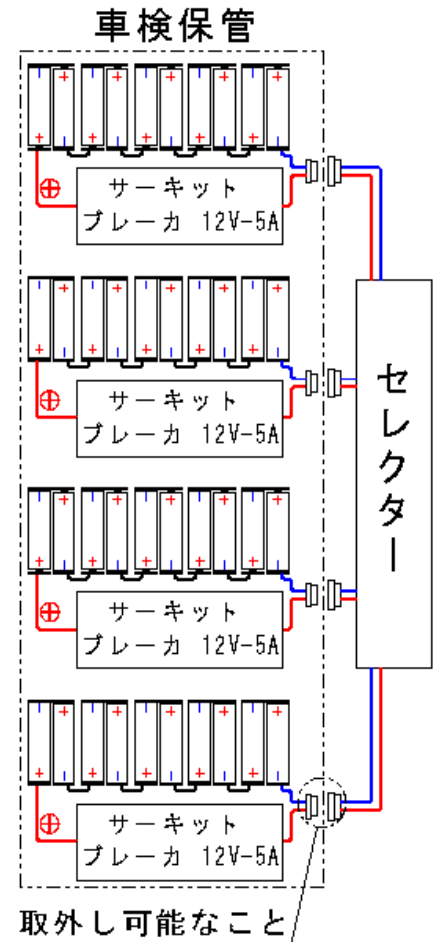 車検保管
サーキット
ブレーカ 12V-5A
サーキット
ブレーカ 12V-5A
セレクター
サーキット
ブレーカ 12V-5A
サーキット
ブレーカ 12V-5A
取外し可能なこと